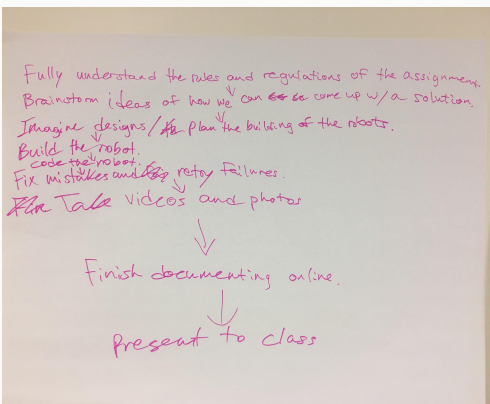 Fully understand the rules and regulations of the assignment.
Brainstorm ideas of how we can come up w/a solution.
Imagine designs/ Plan the building of the robots.
Build the robot.
code the robot.
Fix mistakes and retry failures.
Take videos and photos
Finish documenting online.
Present to class